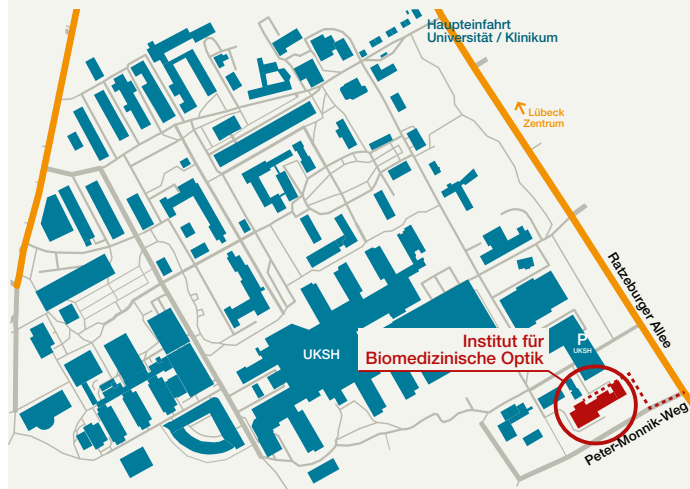 Haupteinfahrt
Universität / Klinikum
Lübeck
Zentrum
Ratzeburger Allee
Institut für
Biomedizinische Optik
P
UKSH
UKSH
Peter-Monnik-Weg